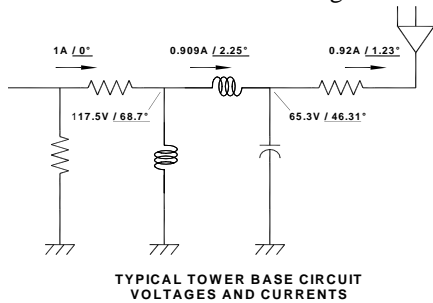 1A / 0°
0.909A / 2.25°
0.92A / 1.23°
117.5V / 68.7°
65.3V / 46.31°
TYPICAL TOWER BASE CIRCUIT
VOLTAGES AND CURRENTS